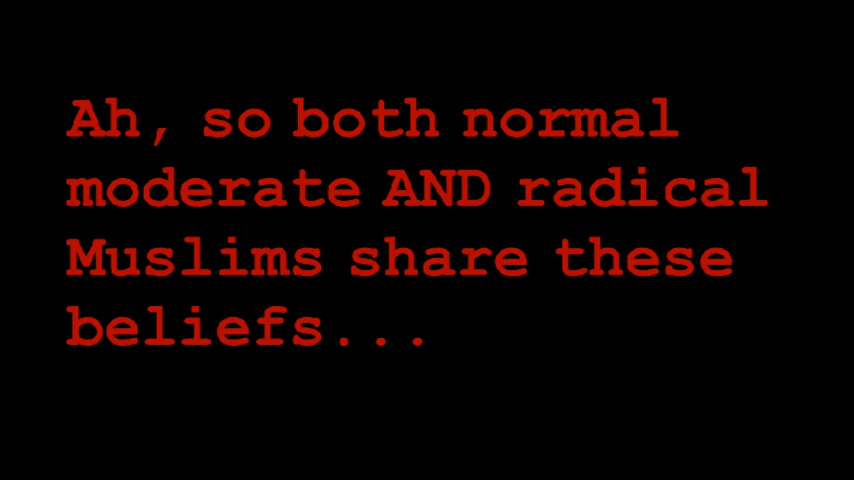 Ah, so both normal
moderate AND radical
Muslims share these
beliefs...